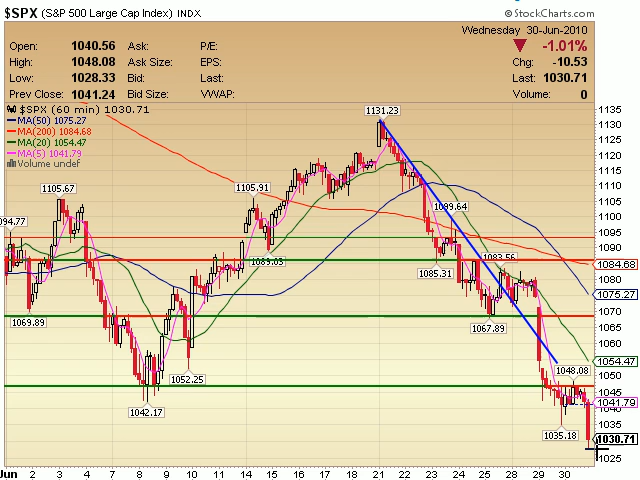 $SPX (S&P 500 Large Cap Index) INDX
© StockCharts.com
Wednesday 30-Jun-2010
Open: 1040.56 Ask: P/E: -1.01%
High: 1048.08 Ask Size: EPS: Chg: -10.53
Low: 1028.33 Bid: Last: Last: 1030.71
Prev Close: 1041.24 Bid Size: VWAP: Volume: 0
$SPX (60 min) 1030.71
MA(50) 1075.27
MA(200) 1084.68
MA(20) 1054.47
MA(5) 1041.79
Volume undef
1131.23
1105.67
1105.91
1099.64
1094.77
1089.03
1083.56
1085.31
1069.89
1067.89
1052.25
1048.08
1042.17
1035.18
1135
1130
1125
1120
1115
1110
1105
1100
1095
1090
1084.68
1080
1075.27
1070
1065
1060
1054.47
1050
1045
1041.79
1035
1030.71
1025
Jun 2 3 4 7 8 9 10 11 14 15 16 17 18 21 22 23 24 25 28 29 30